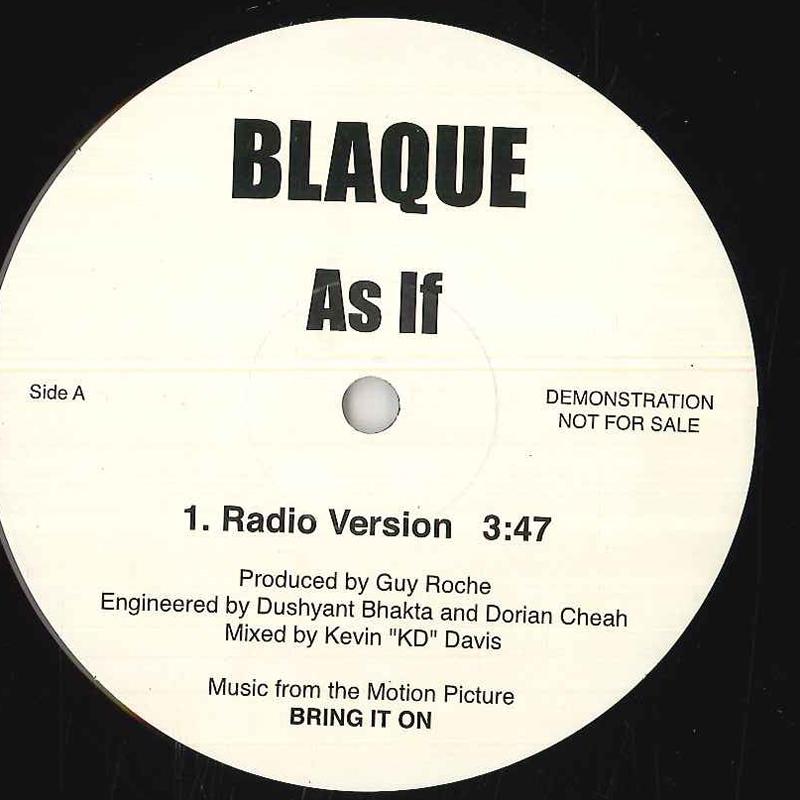 BLAQUE
As If
Side A
DEMONSTRATION
NOT FOR SALE
1. Radio Version 3:47
Produced by Guy Roche
Engineered by Dushyant Bhakta and Dorian Cheah
Mixed by Kevin "KD" Davis
Music from the Motion Picture
BRING IT ON